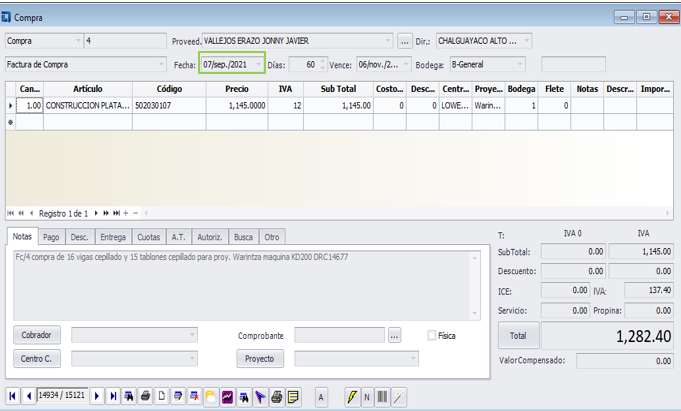 Compra
Compra 4 Proveed. VALLEJOS ERAZO JONNY JAVIER ... Dir.: CHALGUAYACO ALTO ...
Factura de Compra Fecha: 07/sep./2021 Días: 60 Vence: 06/nov./2... Bodega: B-General
Can... Artículo Código Precio IVA Sub Total Costo... Desc... Centr... Proye... Bodega Flete Notas Descr... Impor...
1.00 CONSTRUCCION PLATA... 502030107 1,145.0000 12 1,145.00 0 0 LOWE... Warin... 1 0
Registro 1 de 1
Notas Pago Desc. Entrega Cuotas A.T. Autoriz. Busca Otro
Fc/4 compra de 16 vigas cepillado y 15 tablones cepillado para proy. Warintza maquina KD200 DRC14677
T: IVA 0 IVA
SubTotal: 0.00 1,145.00
Descuento: 0.00 0.00
ICE: 0.00 IVA: 137.40
Servicio: 0.00 Propina: 0.00
Cobrador Comprobante ... Física
Total 1,282.40
Centro C. Proyecto
ValorCompensado: 0.00
14934 / 15121 A N